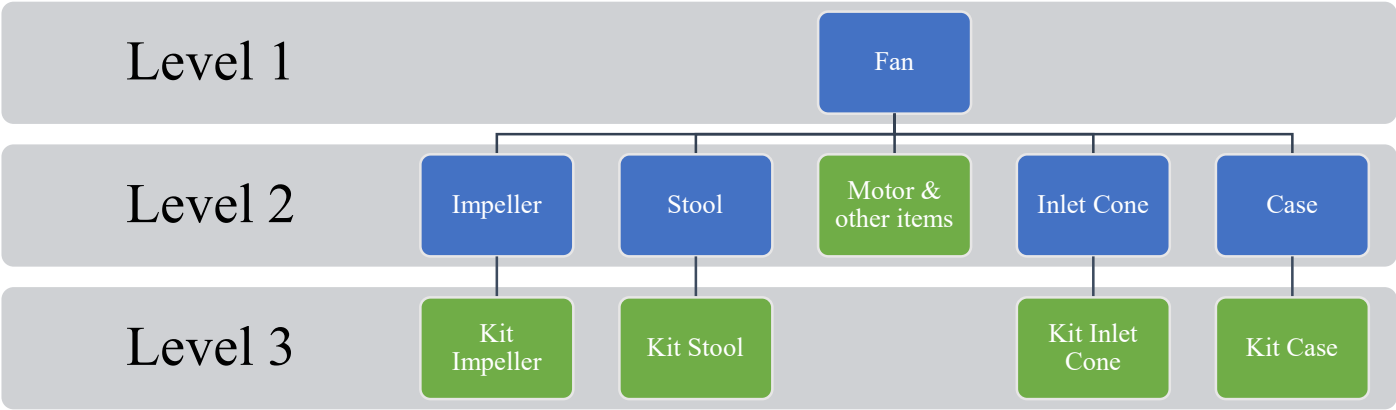 Level 1
Fan
Level 2
Impeller
Stool
Motor &
other items
Inlet Cone
Case
Level 3
Kit
Impeller
Kit Stool
Kit Inlet
Cone
Kit Case